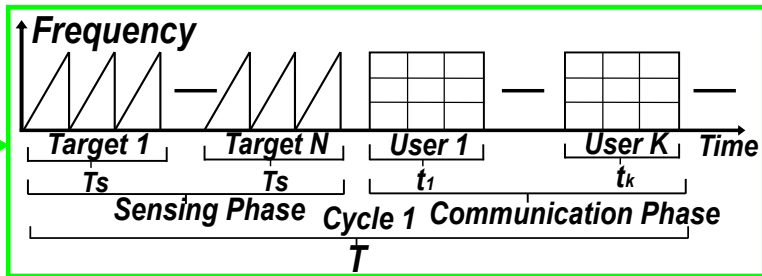 Frequency
Target 1 Target N User 1 User K Time
Ts Ts t1 tk
Sensing Phase Cycle 1 Communication Phase
T